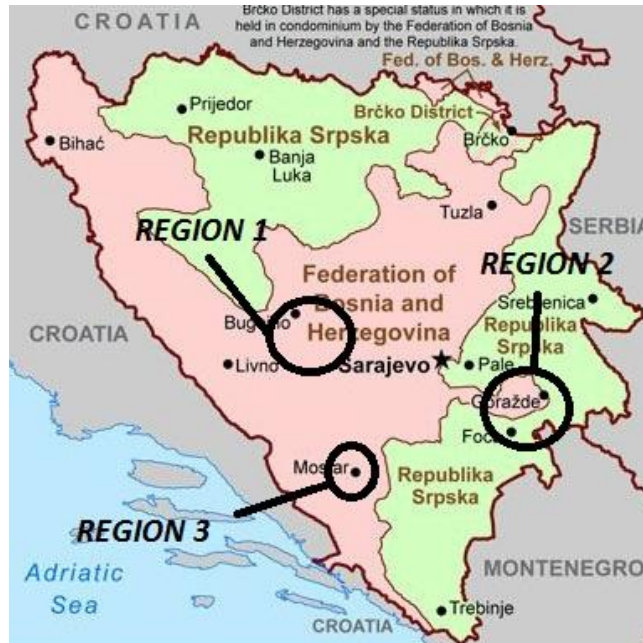 CROATIA
Brčko District has a special status in which it is
held in condominium by the Federation of Bosnia
and Herzegovina and the Republika Srpska.
Fed. of Bos. & Herz.
Prijedor
Brčko District
Bihać
Republika Srpska
Brčko
Banja
Luka
Tuzla
REGION 1
SERBIA
REGION 2
Federation of
Bosnia and
Herzegovina
Srebrenica
Republika
Srpska
CROATIA
Livno
Sarajevo
Pale
Goražde
Mostar
Republika
Srpska
REGION 3
MONTENEGRO
Adriatic
Sea
Trebinje
CROATIA